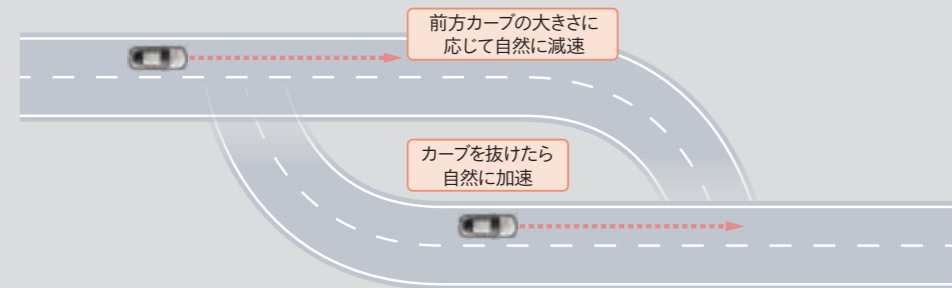 前方カーブの大きさに
応じて自然に減速
カーブを抜けたら
自然に加速